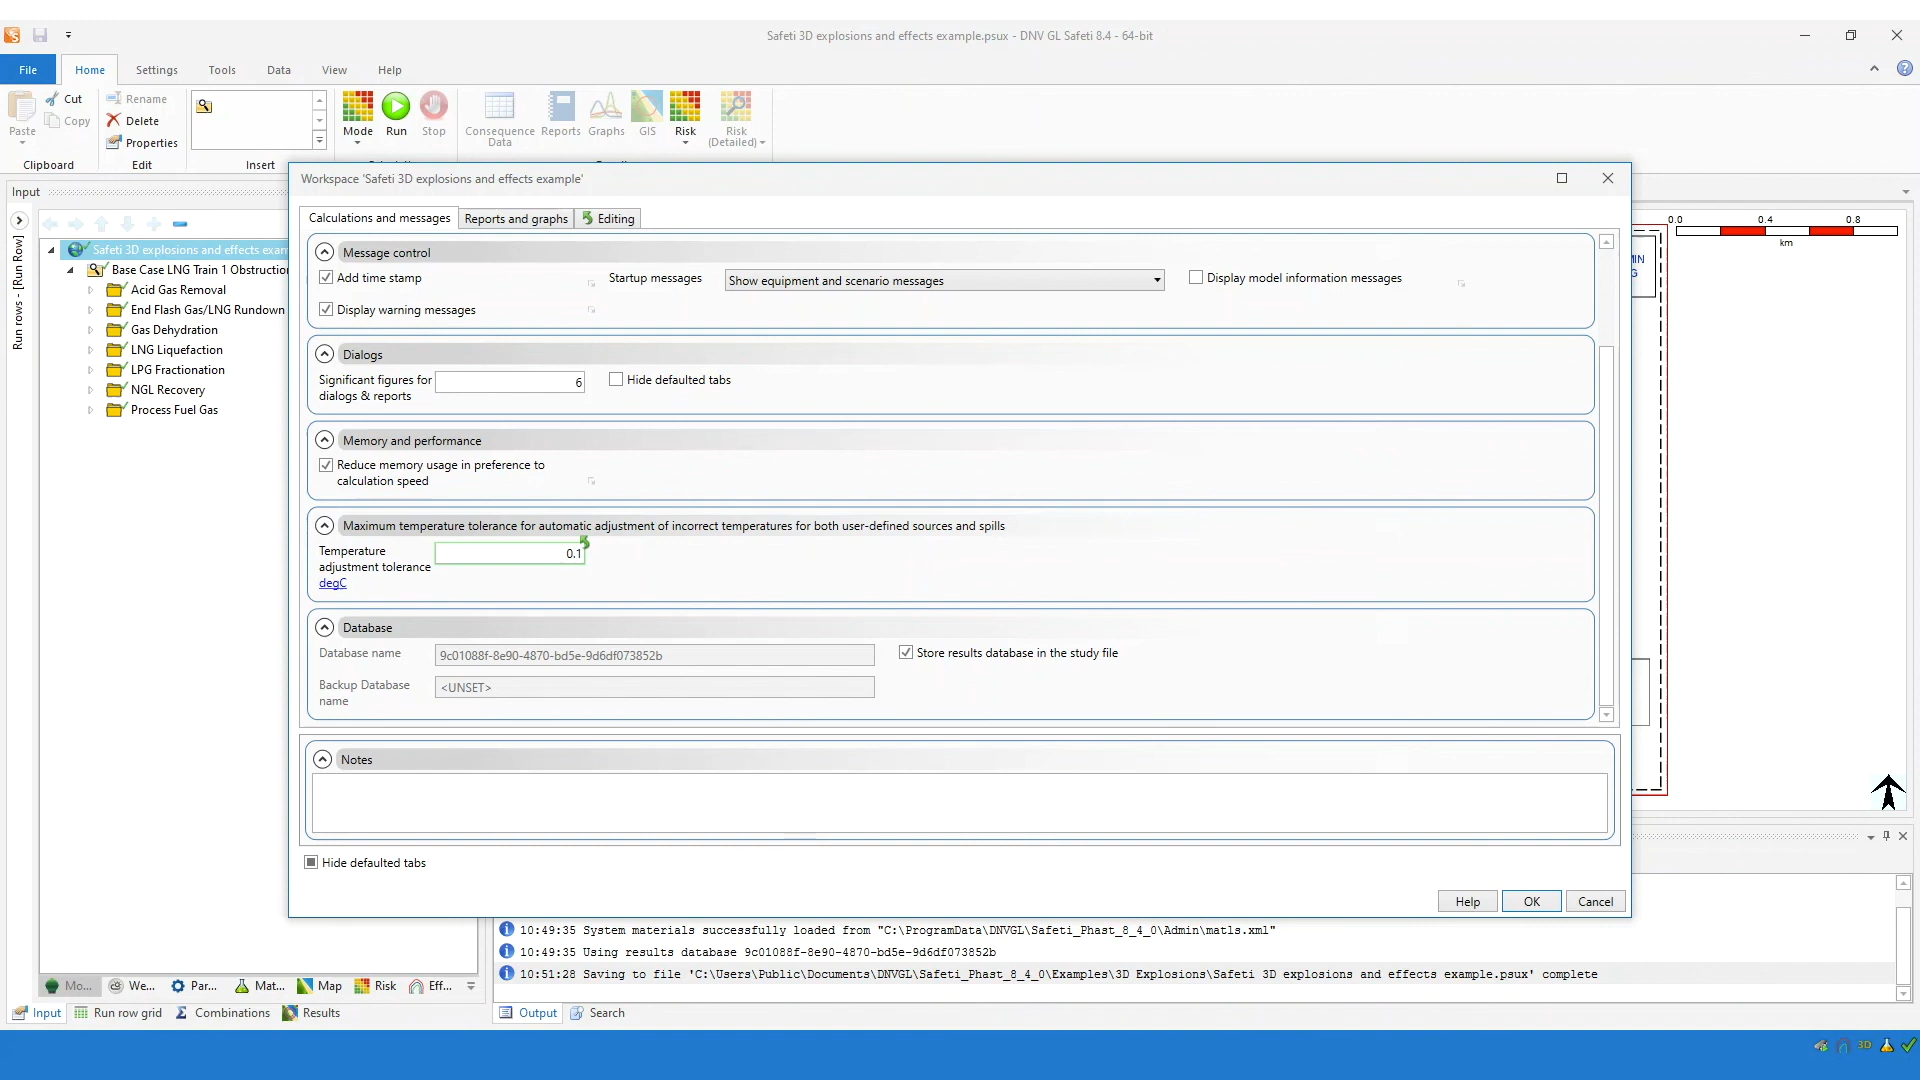 Safeti 3D explosions and effects example.psux - DNV GL Safeti 8.4 - 64-bit
File
Home
Settings
Tools
Data
View
Help
Paste
Cut
Copy
Clipboard
Rename
Delete
Properties
Edit
Insert
Mode
Run
Stop
Consequence
Data
Reports
Graphs
GIS
Risk
Risk
(Detailed)
Input
Run rows - [Run Row]
Safeti 3D explosions and effects exam
Base Case LNG Train 1 Obstructio
Acid Gas Removal
End Flash Gas/LNG Rundown
Gas Dehydration
LNG Liquefaction
LPG Fractionation
NGL Recovery
Process Fuel Gas
Workspace 'Safeti 3D explosions and effects example'
Calculations and messages
Reports and graphs
Editing
Message control
Add time stamp
Startup messages
Show equipment and scenario messages
Display model information messages
Display warning messages
Dialogs
Significant figures for
dialogs & reports
6
Hide defaulted tabs
Memory and performance
Reduce memory usage in preference to
calculation speed
Maximum temperature tolerance for automatic adjustment of incorrect temperatures for both user-defined sources and spills
Temperature
adjustment tolerance
degC
0.1
Database
Database name
9c01088f-8e90-4870-bd5e-9d6df073852b
Store results database in the study file
Backup Database
name
<UNSET>
Notes
Hide defaulted tabs
Help
OK
Cancel
0.0
0.4
0.8
km
10:49:35 System materials successfully loaded from "C:\ProgramData\DNVGL\Safeti_Phast_8_4_0\Admin\matls.xml"
10:49:35 Using results database 9c01088f-8e90-4870-bd5e-9d6df073852b
10:51:28 Saving to file 'C:\Users\Public\Documents\DNVGL\Safeti_Phast_8_4_0\Examples\3D Explosions\Safeti 3D explosions and effects example.psux' complete
Mo...
We...
Par...
Mat...
Map
Risk
Eff...
Input
Run row grid
Combinations
Results
Output
Search
3D